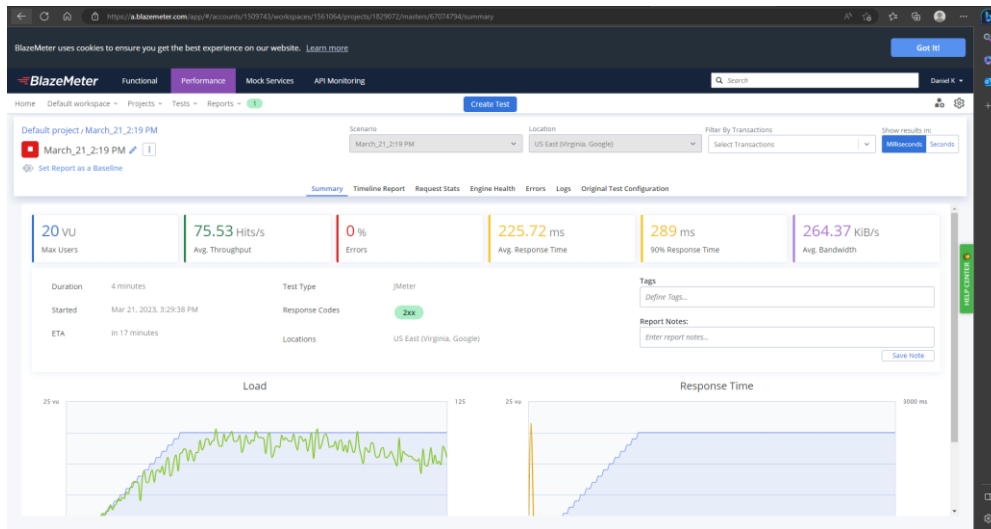 https://a.blazemeter.com/app/#/accounts/1509743/workspaces/1561064/projects/1829072/masters/67074794/summary
BlazeMeter uses cookies to ensure you get the best experience on our website. Learn more
Got It!
BlazeMeter Functional Performance Mock Services API Monitoring Search Daniel K
Home Default workspace Projects Tests Reports 1 Create Test
Default project / March_21_2:19 PM
March_21_2:19 PM
Set Report as a Baseline
Scenario
March_21_2:19 PM
Location
US East (Virginia, Google)
Filter By Transactions
Select Transactions
Show results in:
Milliseconds Seconds
Summary Timeline Report Request Stats Engine Health Errors Logs Original Test Configuration
20 VU
Max Users
75.53 Hits/s
Avg. Throughput
0 %
Errors
225.72 ms
Avg. Response Time
289 ms
90% Response Time
264.37 KiB/s
Avg. Bandwidth
HELP CENTER
Duration 4 minutes
Started Mar 21, 2023, 3:29:38 PM
ETA in 17 minutes
Test Type JMeter
Response Codes 2xx
Locations US East (Virginia, Google)
Tags
Define Tags...
Report Notes:
Enter report notes...
Save Note
Load
25 vu 125
Response Time
25 vu 3000 ms